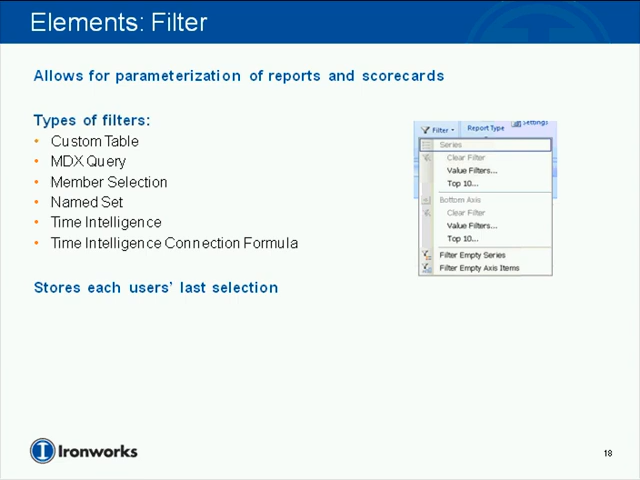 Elements: Filter
Allows for parameterization of reports and scorecards
Types of filters:
• Custom Table
• MDX Query
• Member Selection
• Named Set
• Time Intelligence
• Time Intelligence Connection Formula
Stores each users’ last selection
Filter
Report Type
Settings
Series
Clear Filter
Value Filters...
Top 10...
Bottom Axis
Clear Filter
Value Filters...
Top 10...
Filter Empty Series
Filter Empty Axis Items
Ironworks
18